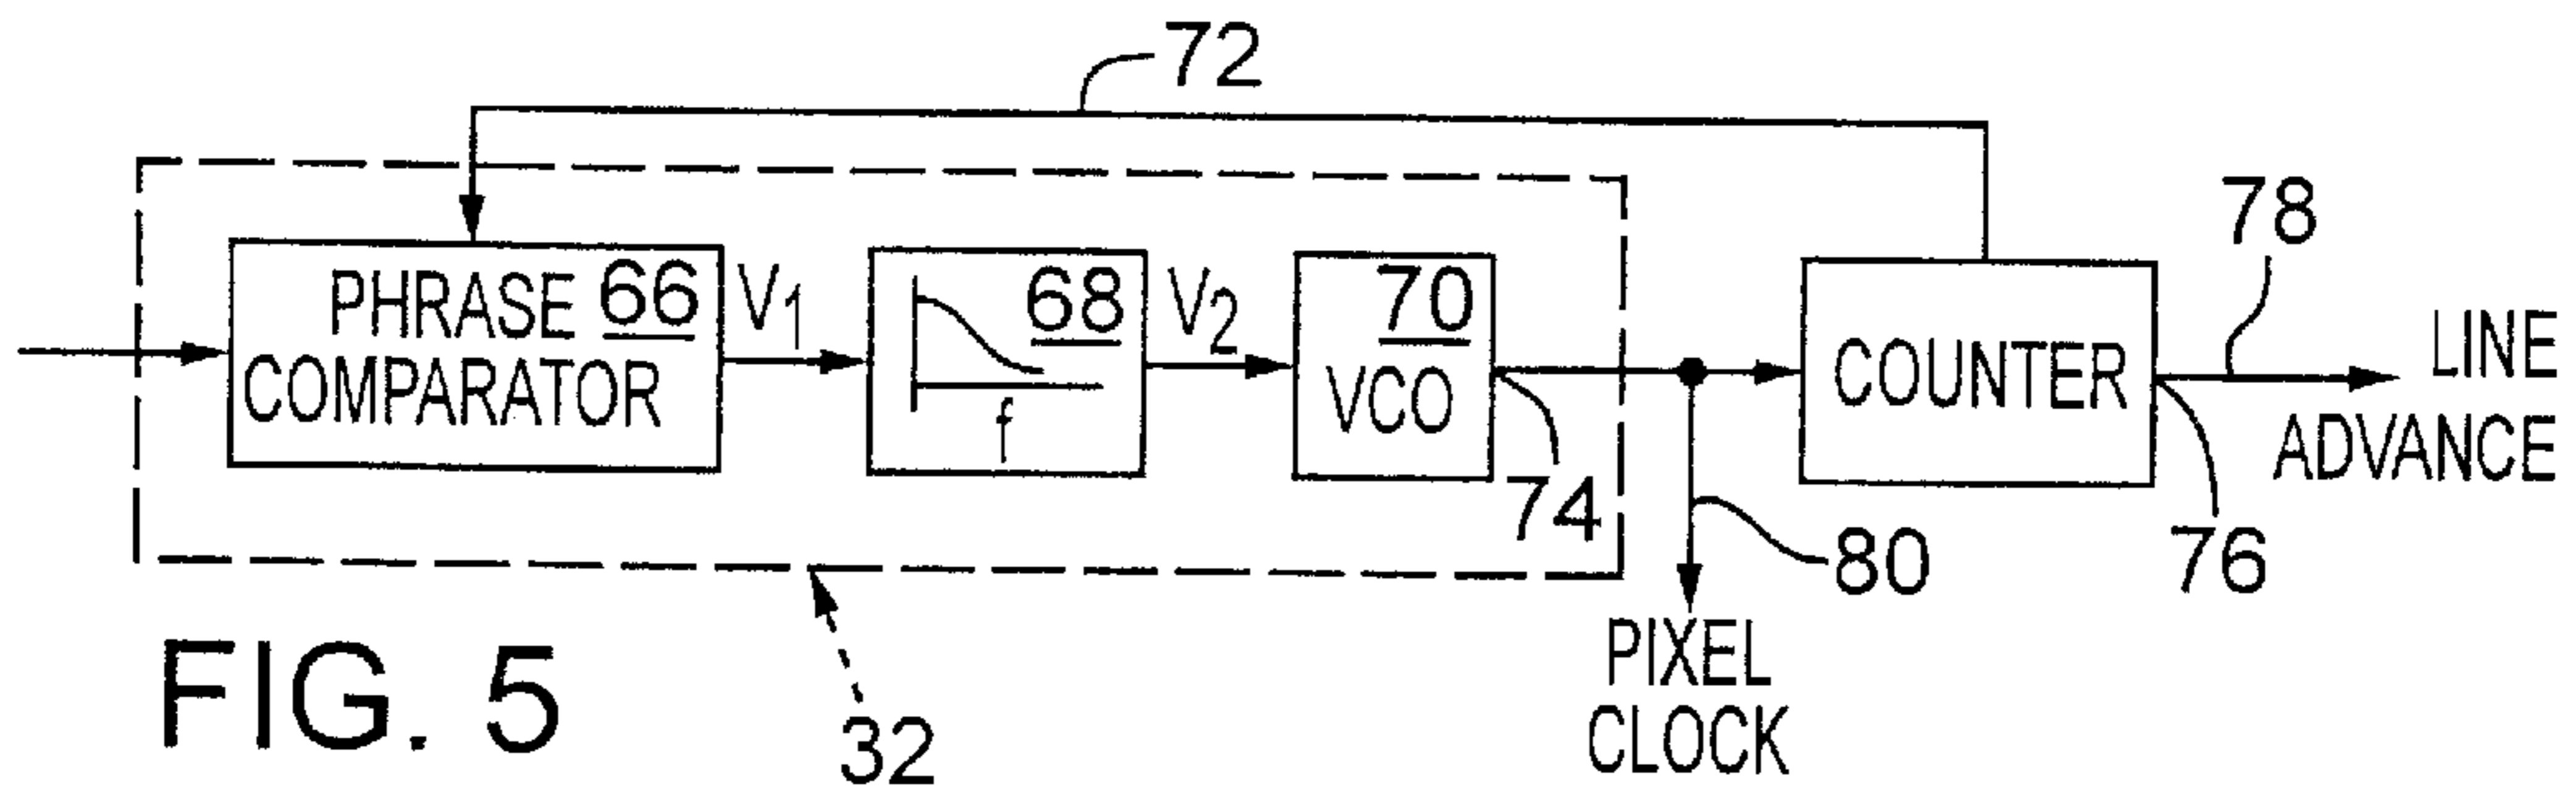 72
78
PHRASE 66
COMPARATOR
V1
68
f
V2
70
VCO
74
COUNTER
76
LINE
ADVANCE
80
PIXEL
CLOCK
32
FIG. 5